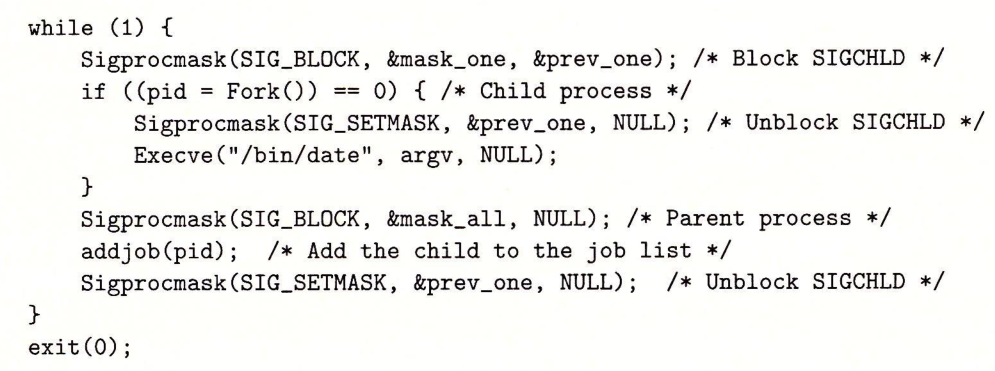 while (1) {
    Sigprocmask(SIG_BLOCK, &mask_one, &prev_one); /* Block SIGCHLD */
    if ((pid = Fork()) == 0) { /* Child process */
        Sigprocmask(SIG_SETMASK, &prev_one, NULL); /* Unblock SIGCHLD */
        Execve("/bin/date", argv, NULL);
    }
    Sigprocmask(SIG_BLOCK, &mask_all, NULL); /* Parent process */
    addjob(pid);  /* Add the child to the job list */
    Sigprocmask(SIG_SETMASK, &prev_one, NULL);  /* Unblock SIGCHLD */
}
exit(0);